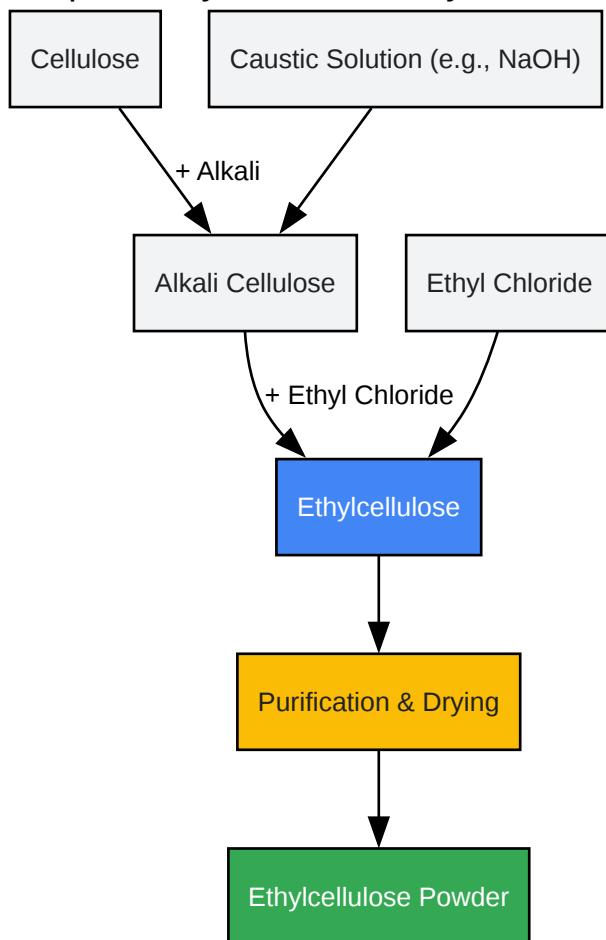 Cellulose
Caustic Solution (e.g., NaOH)
+ Alkali
Alkali Cellulose
Ethyl Chloride
+ Ethyl Chloride
Ethylcellulose
Purification & Drying
Ethylcellulose Powder